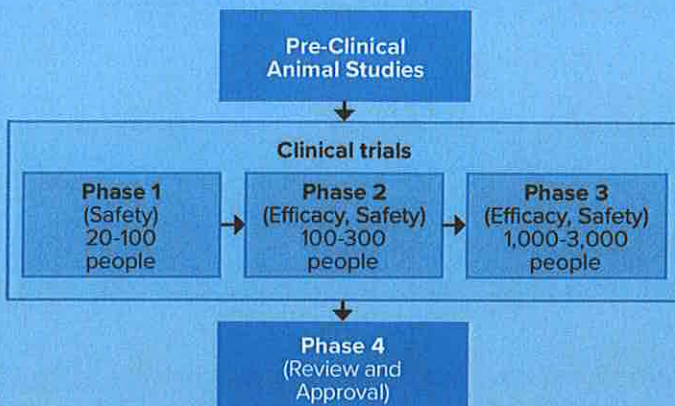 Pre-Clinical
Animal Studies
Clinical trials
Phase 1
(Safety)
20-100
people
Phase 2
(Efficacy, Safety)
100-300
people
Phase 3
(Efficacy, Safety)
1,000-3,000
people
Phase 4
(Review and
Approval)